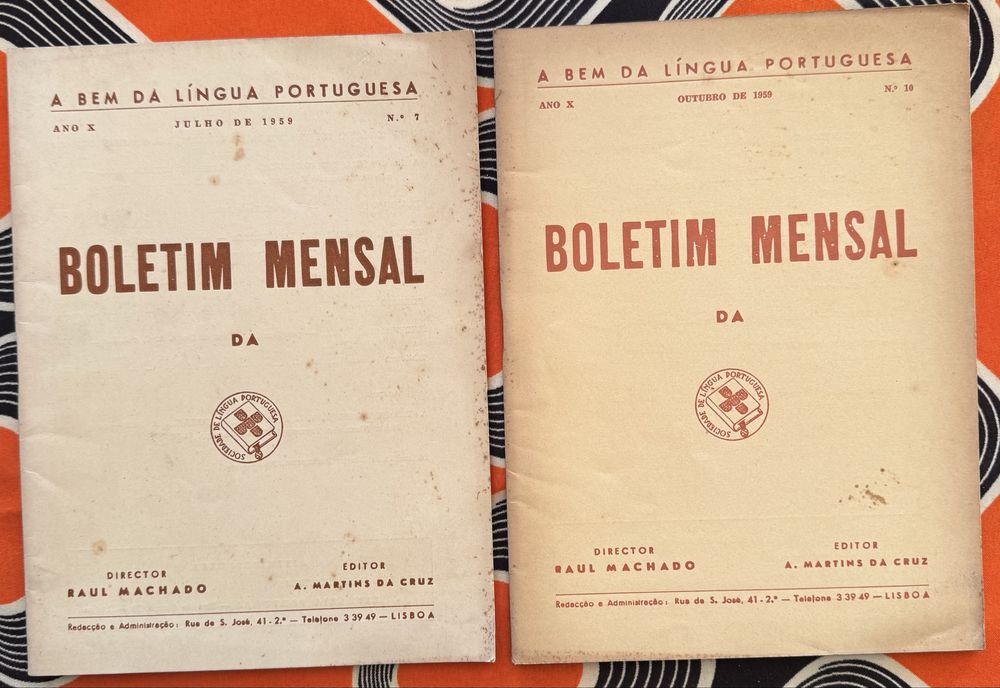 A BEM DA LÍNGUA PORTUGUESA
ANO X JULHO DE 1959 N.º 7
BOLETIM MENSAL
DA
SOCIEDADE DE LÍNGUA PORTUGUESA
DIRECTOR
RAUL MACHADO
EDITOR
A. MARTINS DA CRUZ
Redacção e Administração: Rua de S. José, 41-2.º — Telefone 3 39 49 — LISBOA
A BEM DA LÍNGUA PORTUGUESA
ANO X OUTUBRO DE 1959 N.º 10
BOLETIM MENSAL
DA
SOCIEDADE DE LÍNGUA PORTUGUESA
DIRECTOR
RAUL MACHADO
EDITOR
A. MARTINS DA CRUZ
Redacção e Administração: Rua de S. José, 41-2.º — Telefone 3 39 49 — LISBOA